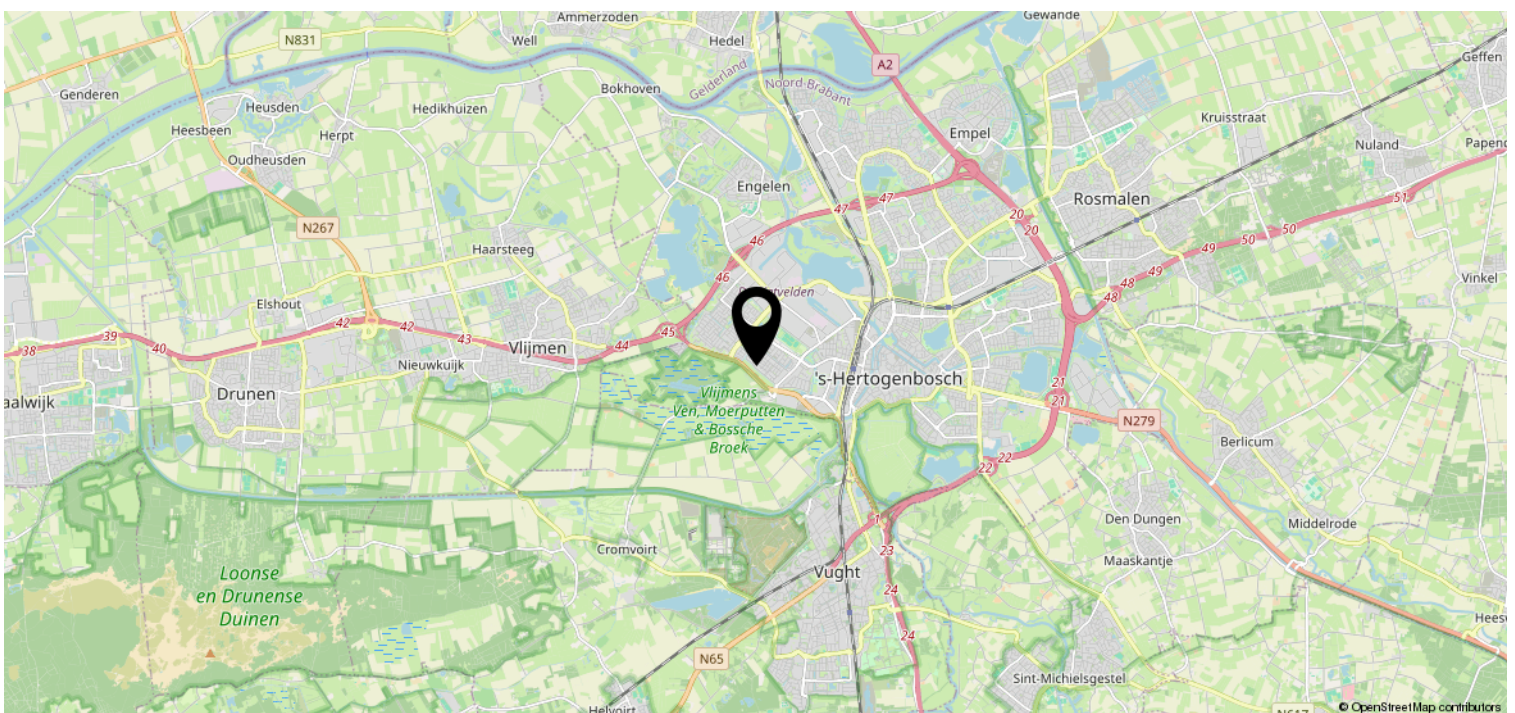 Ammerzoden
Gewande
N831
Well
Hedel
Geffen
A2
Gelderland
Noord-Brabant
Genderen
Heusden
Hedikhuizen
Bokhoven
Kruisstraat
Heesbeen
Herpt
Empel
Nuland
Oudheusden
Engelen
Rosmalen
47
47
20
20
51
N267
Haarsteeg
46
46
49
50
50
Vinkel
48
49
48
Elshout
42
42
45
39
43
44
38
40
Vlijmen
Nieuwkuijk
Drunen
's-Hertogenbosch
21
21
Vlijmens
Ven, Moerputten
& Bossche
Broek
N279
Berlicum
22
22
1
Den Dungen
Middelrode
Cromvoirt
23
Maaskantje
Vught
Loonse
en Drunense
Duinen
24
24
N65
Sint-Michielsgestel
© OpenStreetMap contributors